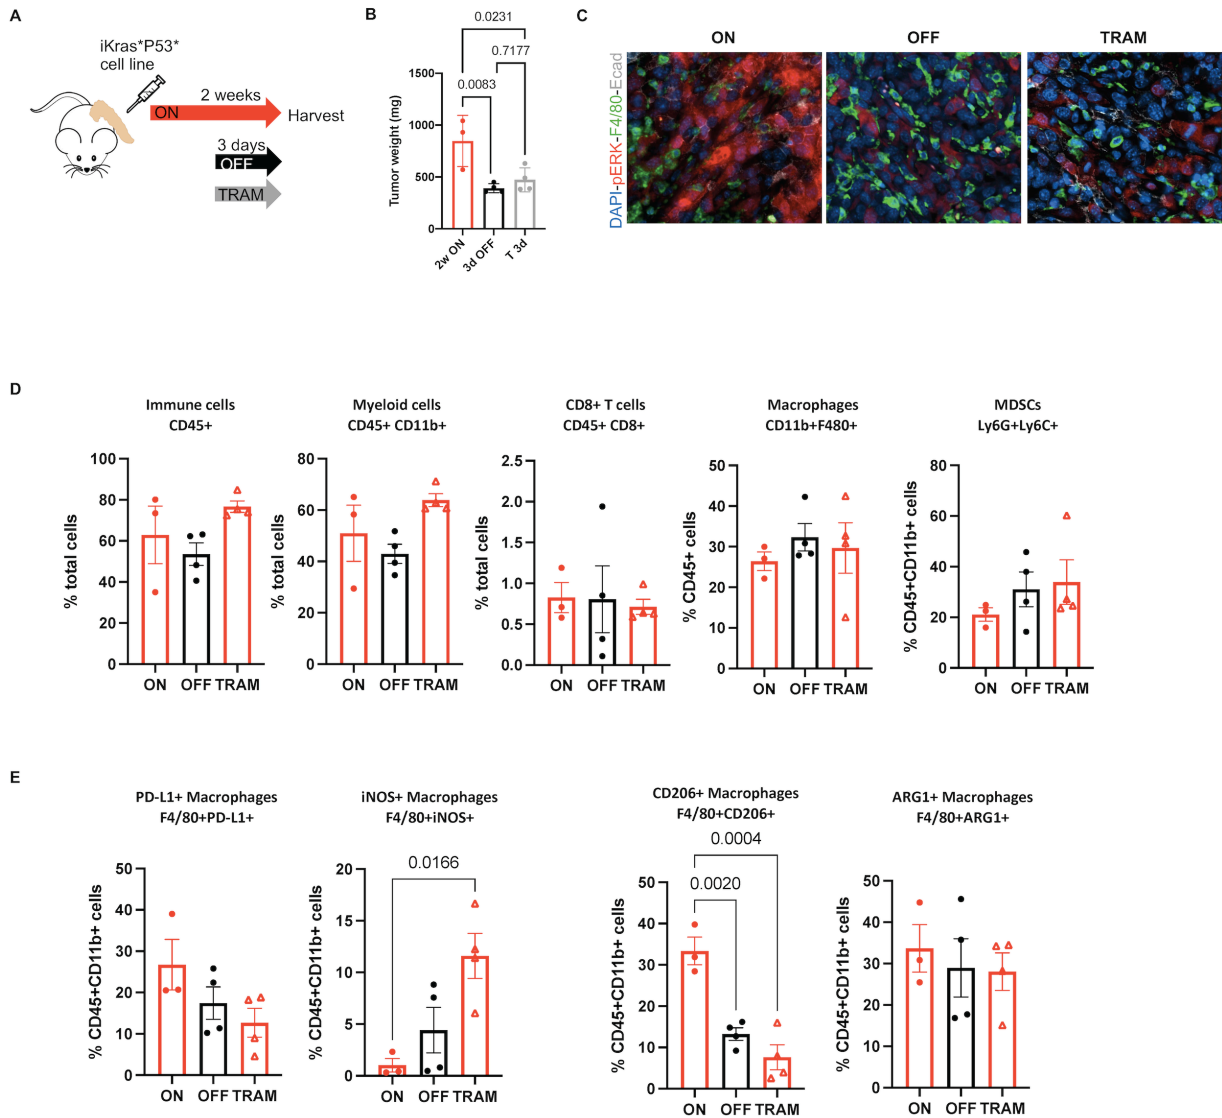 A
iKras*P53*
cell line
2 weeks
ON
Harvest
3 days
OFF
TRAM
B
0.0231
0.7177
0.0083
Tumor weight (mg)
1500
1000
500
0
2w ON
3d OFF
T 3d
C
ON
OFF
TRAM
DAPI-pERK-F4/80-Ecad
D
Immune cells
CD45+
% total cells
100
80
60
40
20
0
ON
OFF
TRAM
Myeloid cells
CD45+ CD11b+
% total cells
80
60
40
20
0
ON
OFF
TRAM
CD8+ T cells
CD45+ CD8+
% total cells
2.5
2.0
1.5
1.0
0.5
0.0
ON
OFF
TRAM
Macrophages
CD11b+F480+
% CD45+ cells
50
40
30
20
10
0
ON
OFF
TRAM
MDSCs
Ly6G+Ly6C+
% CD45+CD11b+ cells
80
60
40
20
0
ON
OFF
TRAM
E
PD-L1+ Macrophages
F4/80+PD-L1+
% CD45+CD11b+ cells
50
40
30
20
10
0
ON
OFF
TRAM
iNOS+ Macrophages
F4/80+iNOS+
0.0166
% CD45+CD11b+ cells
20
15
10
5
0
ON
OFF
TRAM
CD206+ Macrophages
F4/80+CD206+
0.0004
0.0020
% CD45+CD11b+ cells
50
40
30
20
10
0
ON
OFF
TRAM
ARG1+ Macrophages
F4/80+ARG1+
% CD45+CD11b+ cells
50
40
30
20
10
0
ON
OFF
TRAM